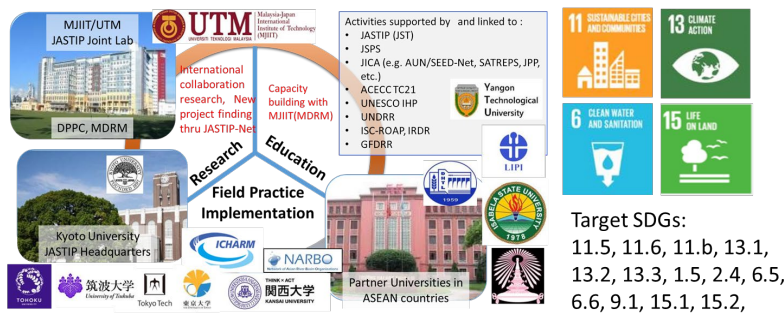 MJIIT/UTM
JASTIP Joint Lab
DPPC, MDRM
UTM
UNIVERSITI TEKNOLOGI MALAYSIA
Malaysia-Japan
International
Institute of Technology
(MJIIT)
International
collaboration
research, New
project finding
thru JASTIP-Net
Capacity
building with
MJIIT(MDRM)
Research
Education
Field Practice
Implementation
Activities supported by and linked to :
• JASTIP (JST)
• JSPS
• JICA (e.g. AUN/SEED-Net, SATREPS, JPP,
etc.)
• ACECC TC21
• UNESCO IHP
• UNDRR
• ISC-ROAP, IRDR
• GFDRR
Yangon
Technological
University
LIPI
1959
ISABELA STATE UNIVERSITY
1978
Kyoto University
JASTIP Headquarters
ICHARM
NARBO
Partner Universities in
ASEAN countries
TOHOKU
UNIVERSITY
筑波大学
University of Tsukuba
Tokyo Tech
東京大学
THINK × ACT
関西大学
KANSAI UNIVERSITY
11 SUSTAINABLE CITIES
AND COMMUNITIES
13 CLIMATE
ACTION
6 CLEAN WATER
AND SANITATION
15 LIFE
ON LAND
Target SDGs:
11.5, 11.6, 11.b, 13.1,
13.2, 13.3, 1.5, 2.4, 6.5,
6.6, 9.1, 15.1, 15.2,